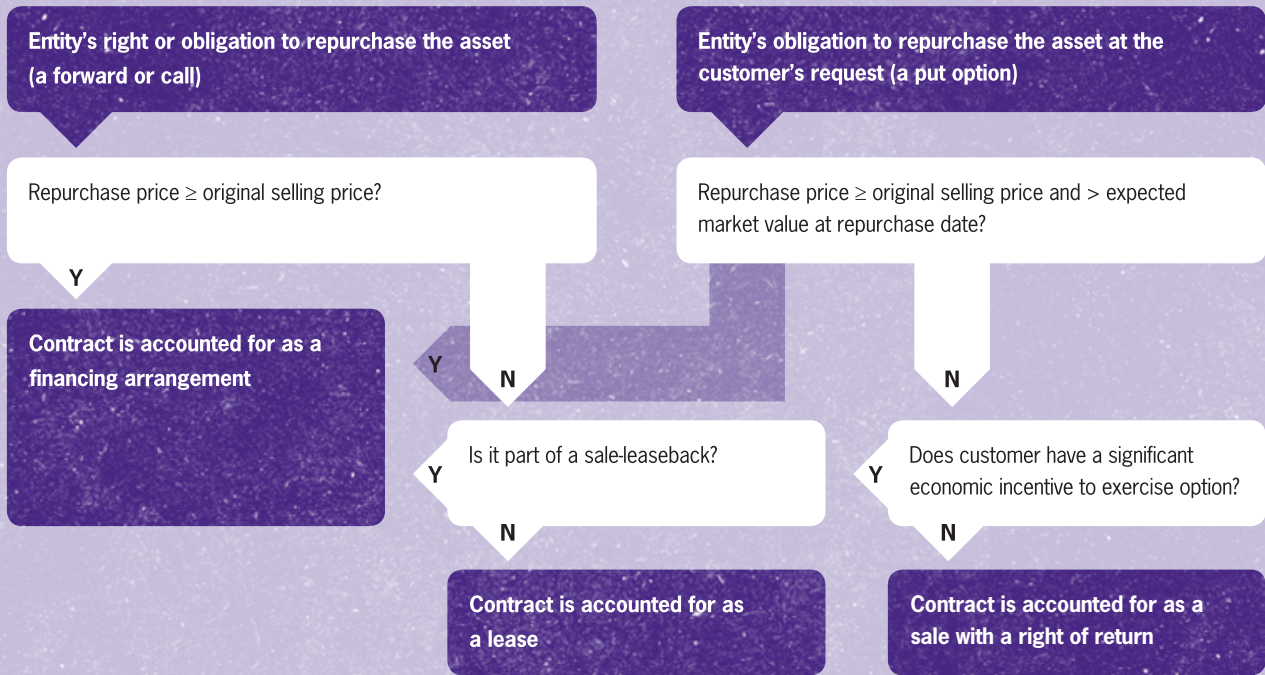 Entity’s right or obligation to repurchase the asset
(a forward or call)
Entity’s obligation to repurchase the asset at the
customer’s request (a put option)
Repurchase price ≥ original selling price?
Repurchase price ≥ original selling price and > expected
market value at repurchase date?
Y
Contract is accounted for as a
financing arrangement
Y
N
N
Y
Is it part of a sale-leaseback?
Y
Does customer have a significant
economic incentive to exercise option?
N
N
Contract is accounted for as
a lease
Contract is accounted for as a
sale with a right of return